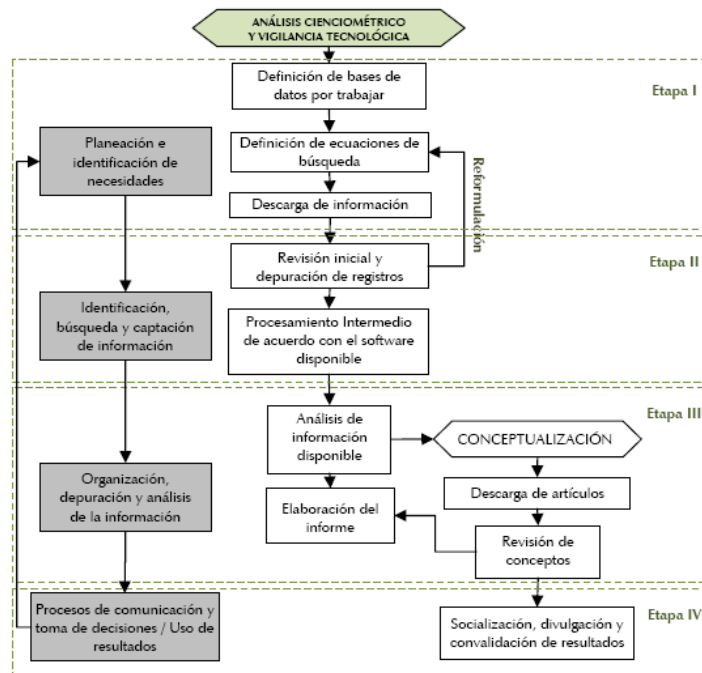 ANÁLISIS CIENCIOMÉTRICO
Y VIGILANCIA TECNOLÓGICA
Etapa I
Definición de bases de
datos por trabajar
Planeación e
identificación de
necesidades
Definición de ecuaciones de
búsqueda
Reformulación
Descarga de información
Etapa II
Revisión inicial y
depuración de registros
Identificación,
búsqueda y captación
de información
Procesamiento Intermedio
de acuerdo con el software
disponible
Etapa III
Análisis de
información
disponible
CONCEPTUALIZACIÓN
Organización,
depuración y análisis
de la información
Descarga de artículos
Elaboración del
informe
Revisión de
conceptos
Etapa IV
Procesos de comunicación y
toma de decisiones / Uso de
resultados
Socialización, divulgación y
convalidación de resultados